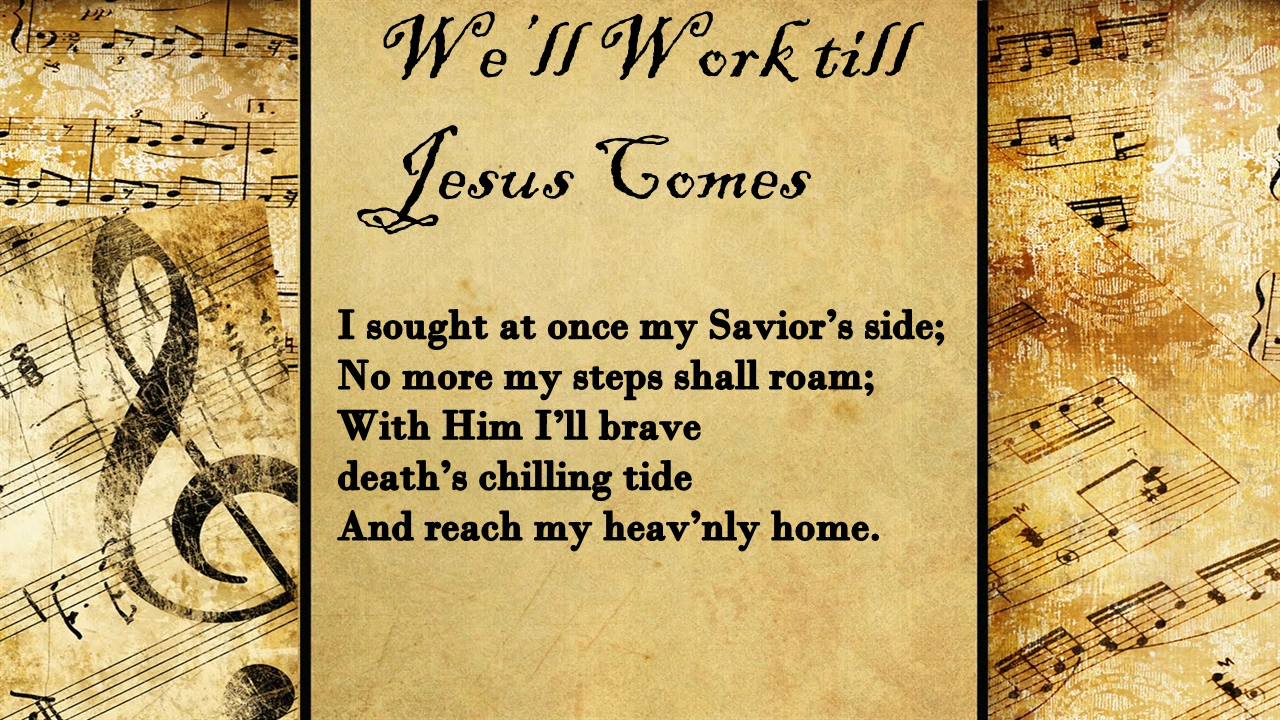 We'll Work till
Jesus Comes
I sought at once my Savior’s side;
No more my steps shall roam;
With Him I’ll brave
death’s chilling tide
And reach my heav’nly home.